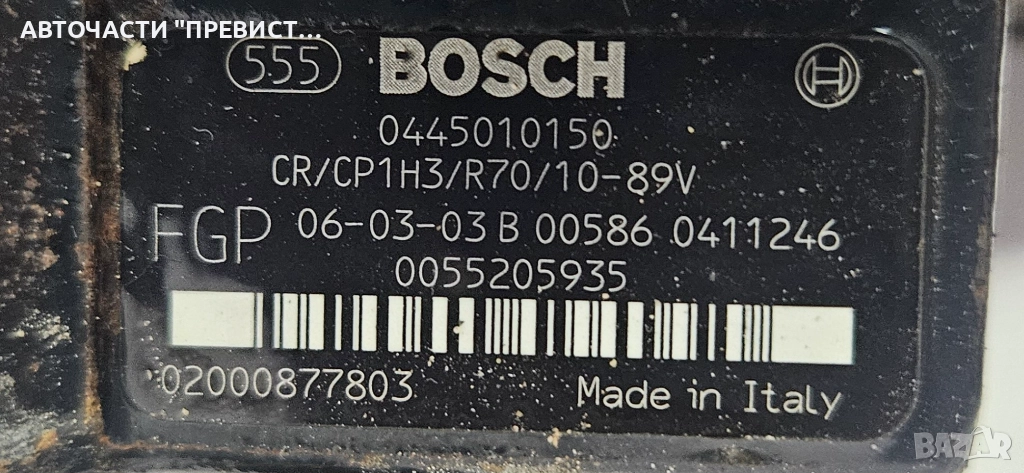 АВТОЧАСТИ "ПРЕВИСТ...
555 BOSCH
0445010150
CR/CP1H3/R70/10-89V
FGP 06-03-03 B 00586 0411246
0055205935
02000877803 Made in Italy
BAZAR